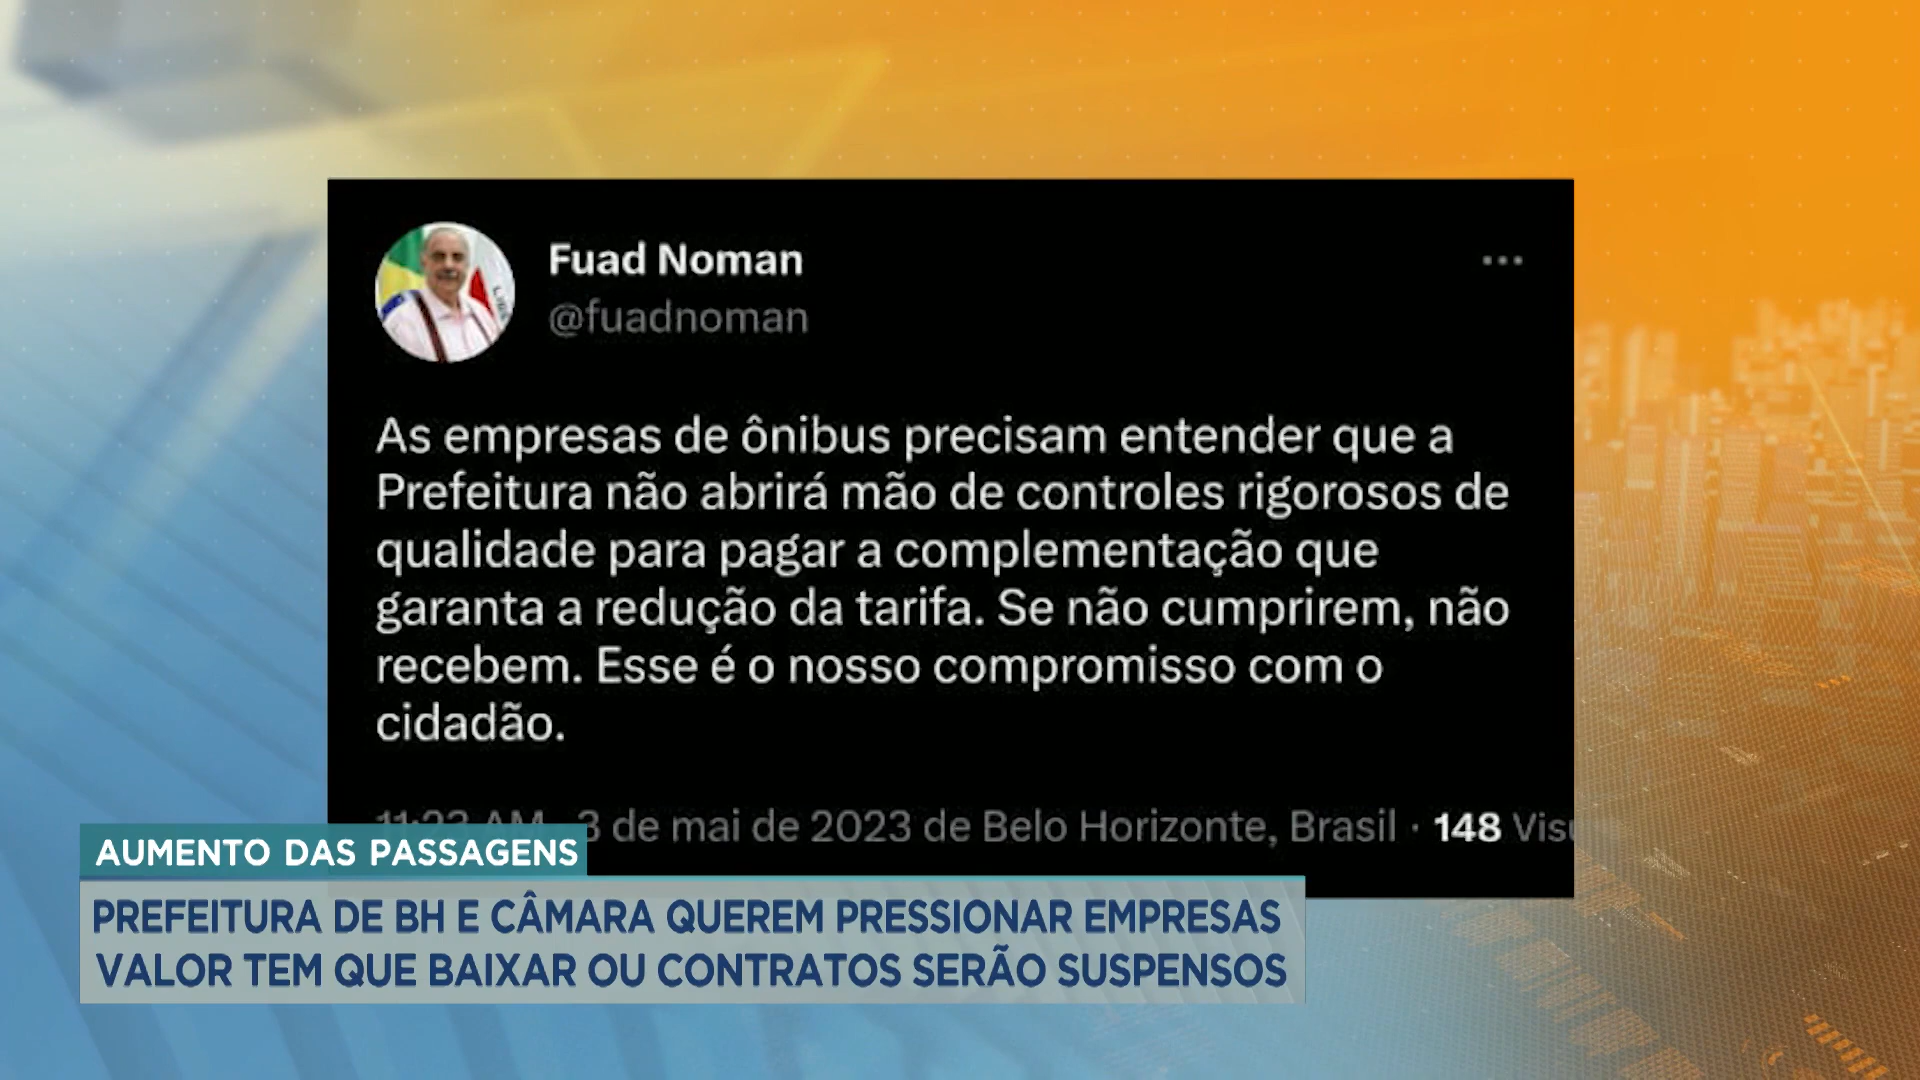 Fuad Noman
@fuadnoman
As empresas de ônibus precisam entender que a
Prefeitura não abrirá mão de controles rigorosos de
qualidade para pagar a complementação que
garanta a redução da tarifa. Se não cumprirem, não
recebem. Esse é o nosso compromisso com o
cidadão.
11:23 AM · 3 de mai de 2023 de Belo Horizonte, Brasil · 148
AUMENTO DAS PASSAGENS
PREFEITURA DE BH E CÂMARA QUEREM PRESSIONAR EMPRESAS
VALOR TEM QUE BAIXAR OU CONTRATOS SERÃO SUSPENSOS